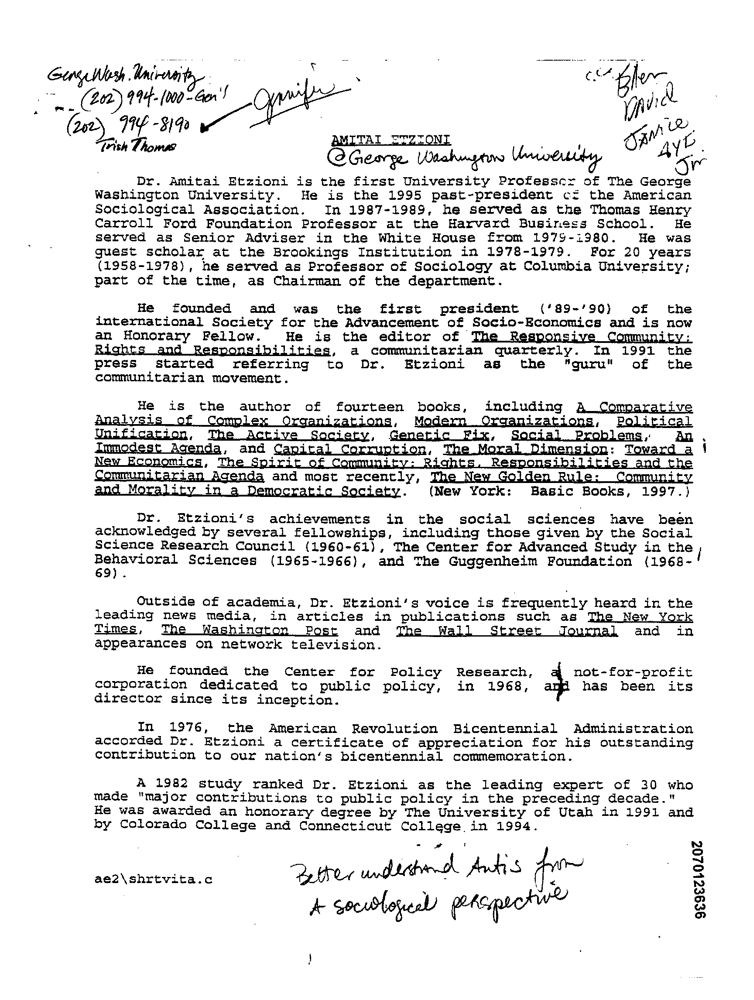 George Wash. University
(202) 994-1000 - Gen'l
(202) 994-8190 ✓
Trish Thomas
Jennifer
cc: Ellen
David
Janice
AYI
Jim
AMITAI ETZIONI
@ George Washington University
Dr. Amitai Etzioni is the first University Professor of The George
Washington University. He is the 1995 past-president of the American
Sociological Association. In 1987-1989, he served as the Thomas Henry
Carroll Ford Foundation Professor at the Harvard Business School. He
served as Senior Adviser in the White House from 1979-1980. He was
guest scholar at the Brookings Institution in 1978-1979. For 20 years
(1958-1978), he served as Professor of Sociology at Columbia University;
part of the time, as Chairman of the department.
He founded and was the first president ('89-'90) of the
international Society for the Advancement of Socio-Economics and is now
an Honorary Fellow. He is the editor of The Responsive Community:
Rights and Responsibilities, a communitarian quarterly. In 1991 the
press started referring to Dr. Etzioni as the "guru" of the
communitarian movement.
He is the author of fourteen books, including A Comparative
Analysis of Complex Organizations, Modern Organizations, Political
Unification, The Active Society, Genetic Fix, Social Problems, An
Immodest Agenda, and Capital Corruption, The Moral Dimension: Toward a
New Economics, The Spirit of Community: Rights, Responsibilities and the
Communitarian Agenda and most recently, The New Golden Rule: Community
and Morality in a Democratic Society. (New York: Basic Books, 1997.)
Dr. Etzioni's achievements in the social sciences have been
acknowledged by several fellowships, including those given by the Social
Science Research Council (1960-61), The Center for Advanced Study in the
Behavioral Sciences (1965-1966), and The Guggenheim Foundation (1968-
69).
Outside of academia, Dr. Etzioni's voice is frequently heard in the
leading news media, in articles in publications such as The New York
Times, The Washington Post and The Wall Street Journal and in
appearances on network television.
He founded the Center for Policy Research, a not-for-profit
corporation dedicated to public policy, in 1968, and has been its
director since its inception.
In 1976, the American Revolution Bicentennial Administration
accorded Dr. Etzioni a certificate of appreciation for his outstanding
contribution to our nation's bicentennial commemoration.
A 1982 study ranked Dr. Etzioni as the leading expert of 30 who
made "major contributions to public policy in the preceding decade."
He was awarded an honorary degree by The University of Utah in 1991 and
by Colorado College and Connecticut College in 1994.
ae2\shrtvita.c
Better understand Antis from
A sociological perspective
2070123636